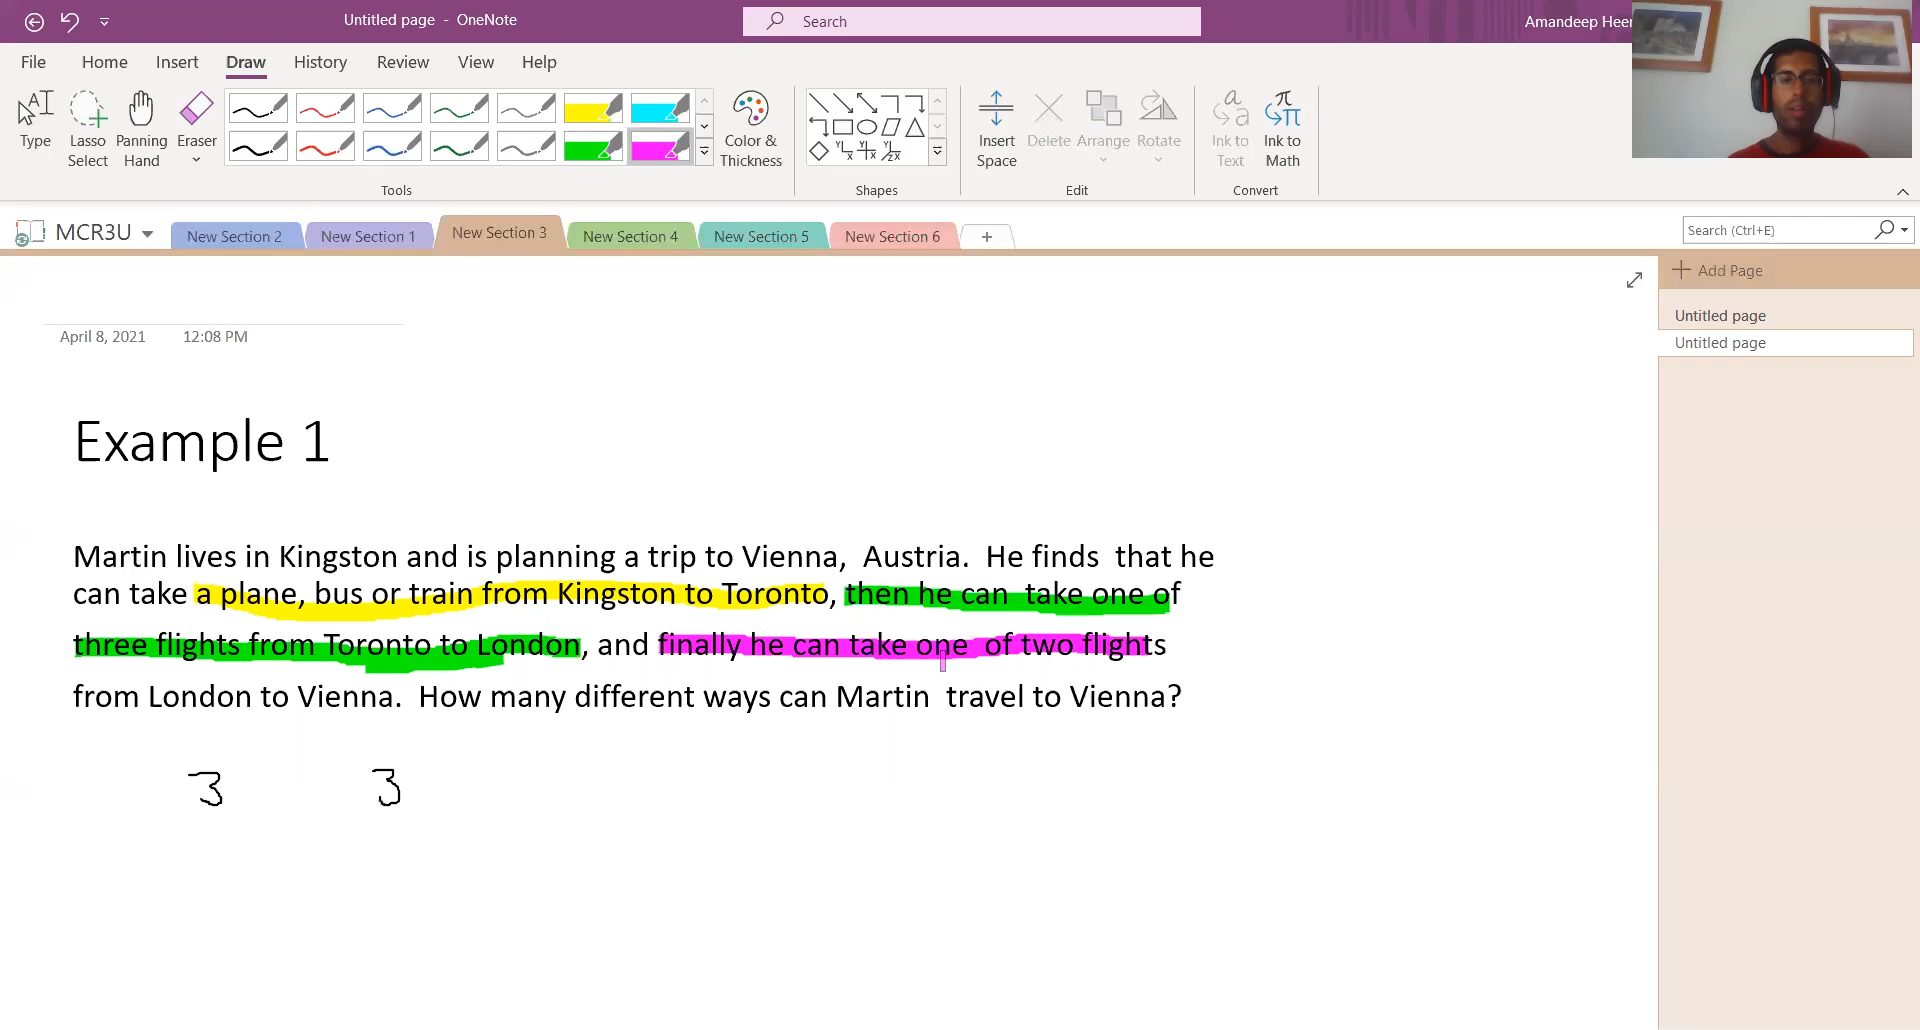 Untitled page - OneNote
Search
Amandeep Heer
File Home Insert Draw History Review View Help
Type
Lasso Select
Panning Hand
Eraser
Color & Thickness
Insert Space
Delete
Arrange
Rotate
Ink to Text
Ink to Math
Tools
Shapes
Edit
Convert
MCR3U
New Section 2
New Section 1
New Section 3
New Section 4
New Section 5
New Section 6
Search (Ctrl+E)
Add Page
Untitled page
Untitled page
April 8, 2021 12:08 PM
Example 1
Martin lives in Kingston and is planning a trip to Vienna, Austria. He finds that he
can take a plane, bus or train from Kingston to Toronto, then he can take one of
three flights from Toronto to London, and finally he can take one of two flights
from London to Vienna. How many different ways can Martin travel to Vienna?
3 3